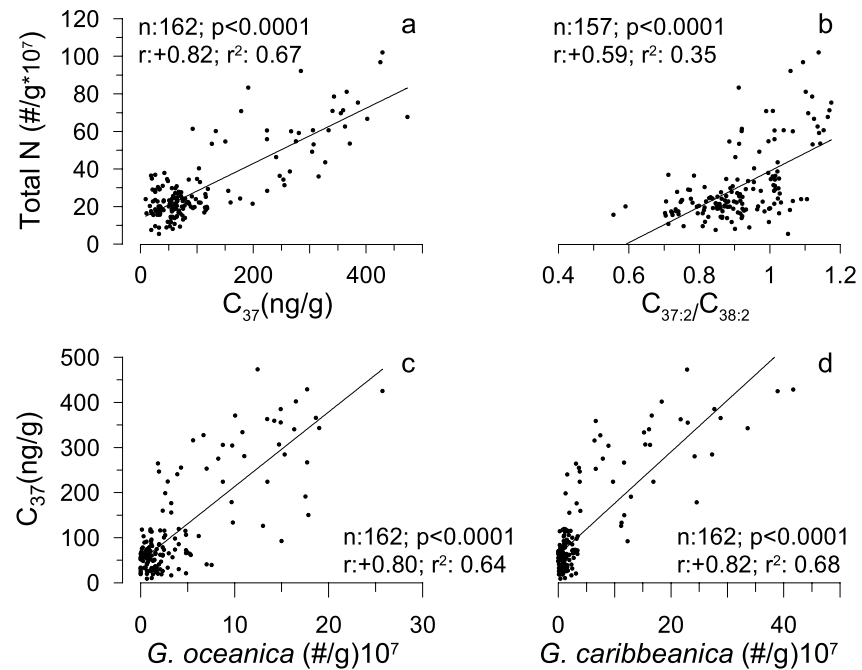 a
n:162; p<0.0001
r:+0.82; r²: 0.67
Total N (#/g*10⁷)
120
100
80
60
40
20
0
0 200 400
C₃₇(ng/g)
b
n:157; p<0.0001
r:+0.59; r²: 0.35
0.4 0.6 0.8 1 1.2
C₃₇:₂/C₃₈:₂
c
C₃₇(ng/g)
500
400
300
200
100
0
n:162; p<0.0001
r:+0.80; r²: 0.64
0 10 20 30
G. oceanica (#/g)10⁷
d
n:162; p<0.0001
r:+0.82; r²: 0.68
0 20 40
G. caribbeanica (#/g)10⁷